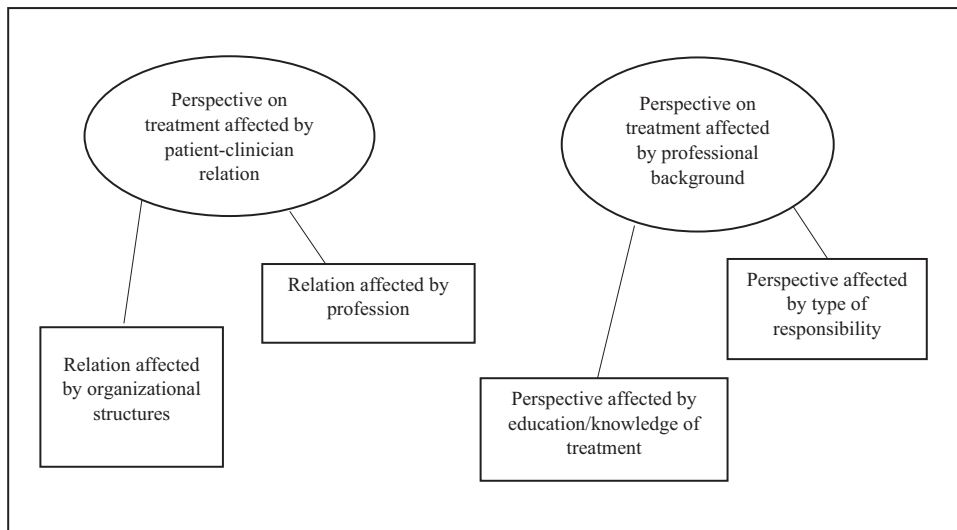 Perspective on
treatment affected by
patient-clinician
relation
Perspective on
treatment affected
by professional
background
Relation affected by
profession
Perspective affected
by type of
responsibility
Relation affected
by organizational
structures
Perspective affected by
education/knowledge of
treatment